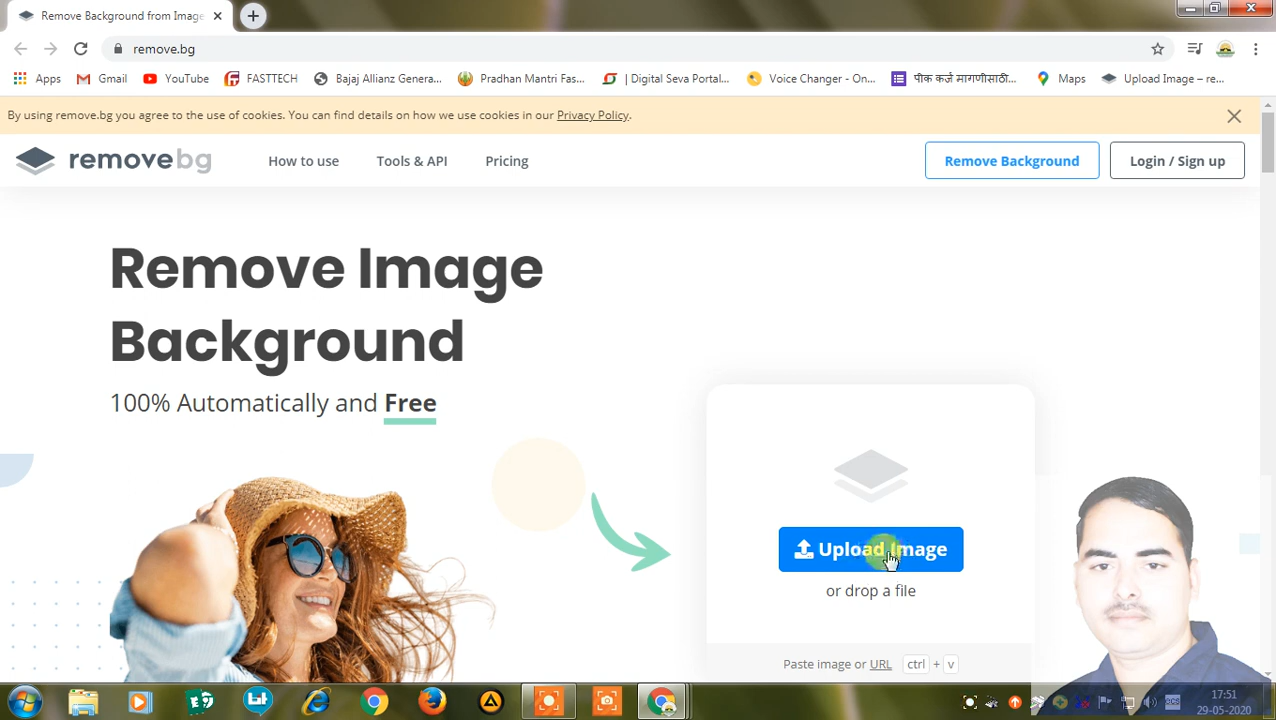 Remove Background from Image
remove.bg
Apps Gmail YouTube FASTTECH Bajaj Allianz Genera... Pradhan Mantri Fas... | Digital Seva Portal... Voice Changer - On... पीक कर्ज मागणीसाठी... Maps Upload Image – re...
By using remove.bg you agree to the use of cookies. You can find details on how we use cookies in our Privacy Policy.
removebg How to use Tools & API Pricing Remove Background Login / Sign up
Remove Image
Background
100% Automatically and Free
Upload Image
or drop a file
Paste image or URL ctrl + v
17:51
29-05-2020